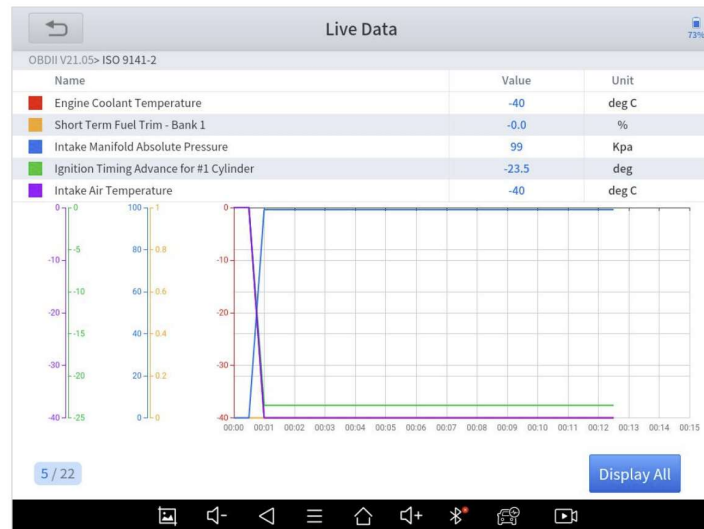 Live Data
73%
OBDII V21.05> ISO 9141-2
Name Value Unit
Engine Coolant Temperature -40 deg C
Short Term Fuel Trim - Bank 1 -0.0 %
Intake Manifold Absolute Pressure 99 Kpa
Ignition Timing Advance for #1 Cylinder -23.5 deg
Intake Air Temperature -40 deg C
0 0 100 1 0
-5 80 0.8
-10 -10
-10 60 0.6
-20 -20
-15 40 0.4
-30 -30
-20 20 0.2
-40 -25 0 0 -40
00:00 00:01 00:02 00:03 00:04 00:05 00:06 00:07 00:08 00:09 00:10 00:11 00:12 00:13 00:14 00:15
5 / 22
Display All